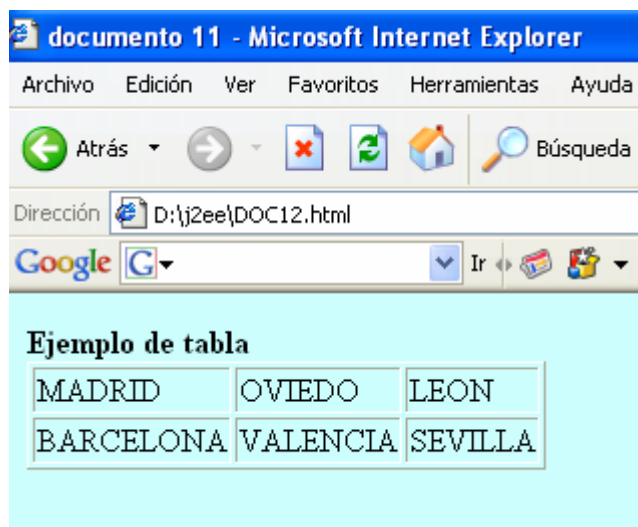 documento 11 - Microsoft Internet Explorer
Archivo Edición Ver Favoritos Herramientas Ayuda
Atrás Búsqueda
Dirección D:\j2ee\DOC12.html
Google G Ir
Ejemplo de tabla
MADRID OVIEDO LEON
BARCELONA VALENCIA SEVILLA